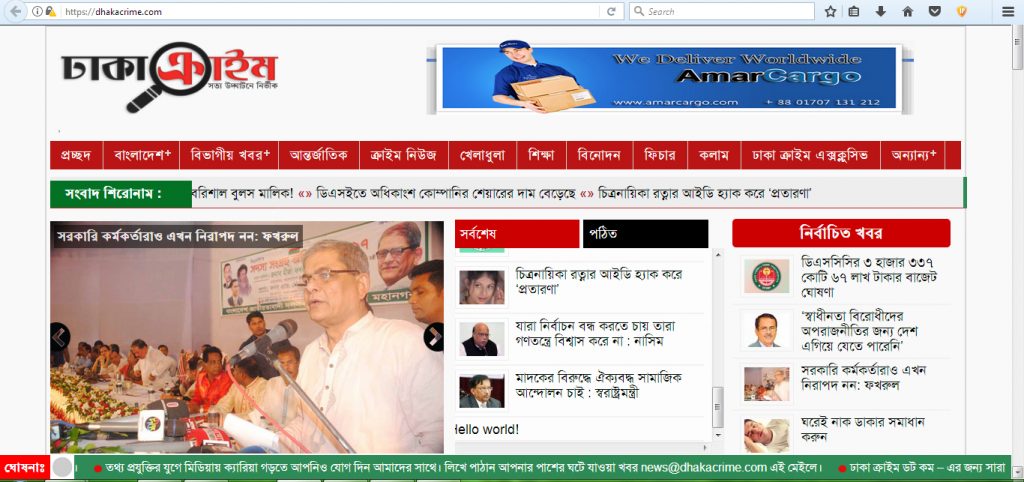 https://dhakacrime.com
Search
ঢাকা ক্রাইম
সত্য উদ্ঘাটনে নির্ভীক
We Deliver Worldwide
AmarCargo
www.amarcargo.com + 88 01707 131 212
প্রচ্ছদ বাংলাদেশ+ বিভাগীয় খবর+ আন্তর্জাতিক ক্রাইম নিউজ খেলাধুলা শিক্ষা বিনোদন ফিচার কলাম ঢাকা ক্রাইম এক্সক্লুসিভ অন্যান্য+
সংবাদ শিরোনাম : বরিশাল বুলস মালিক! «» ডিএসইতে অধিকাংশ কোম্পানির শেয়ারের দাম বেড়েছে «» চিত্রনায়িকা রত্নার আইডি হ্যাক করে ‘প্রতারণা’
সরকারি কর্মকর্তারাও এখন নিরাপদ নন: ফখরুল
সর্বশেষ পঠিত
চিত্রনায়িকা রত্নার আইডি হ্যাক করে
‘প্রতারণা’
যারা নির্বাচন বন্ধ করতে চায় তারা
গণতন্ত্রে বিশ্বাস করে না : নাসিম
মাদকের বিরুদ্ধে ঐক্যবদ্ধ সামাজিক
আন্দোলন চাই : স্বরাষ্ট্রমন্ত্রী
Hello world!
নির্বাচিত খবর
ডিএসসিসির ৩ হাজার ৩৩৭
কোটি ৬৭ লাখ টাকার বাজেট
ঘোষণা
‘স্বাধীনতা বিরোধীদের
অপরাজনীতির জন্য দেশ
এগিয়ে যেতে পারেনি’
সরকারি কর্মকর্তারাও এখন
নিরাপদ নন: ফখরুল
ঘরেই নাক ডাকার সমাধান
করুন
ঘোষনাঃ তথ্য প্রযুক্তির যুগে মিডিয়ায় ক্যারিয়া গড়তে আপনিও যোগ দিন আমাদের সাথে। লিখে পাঠান আপনার পাশের ঘটে যাওয়া খবর news@dhakacrime.com এই মেইলে। ঢাকা ক্রাইম ডট কম – এর জন্য সারা